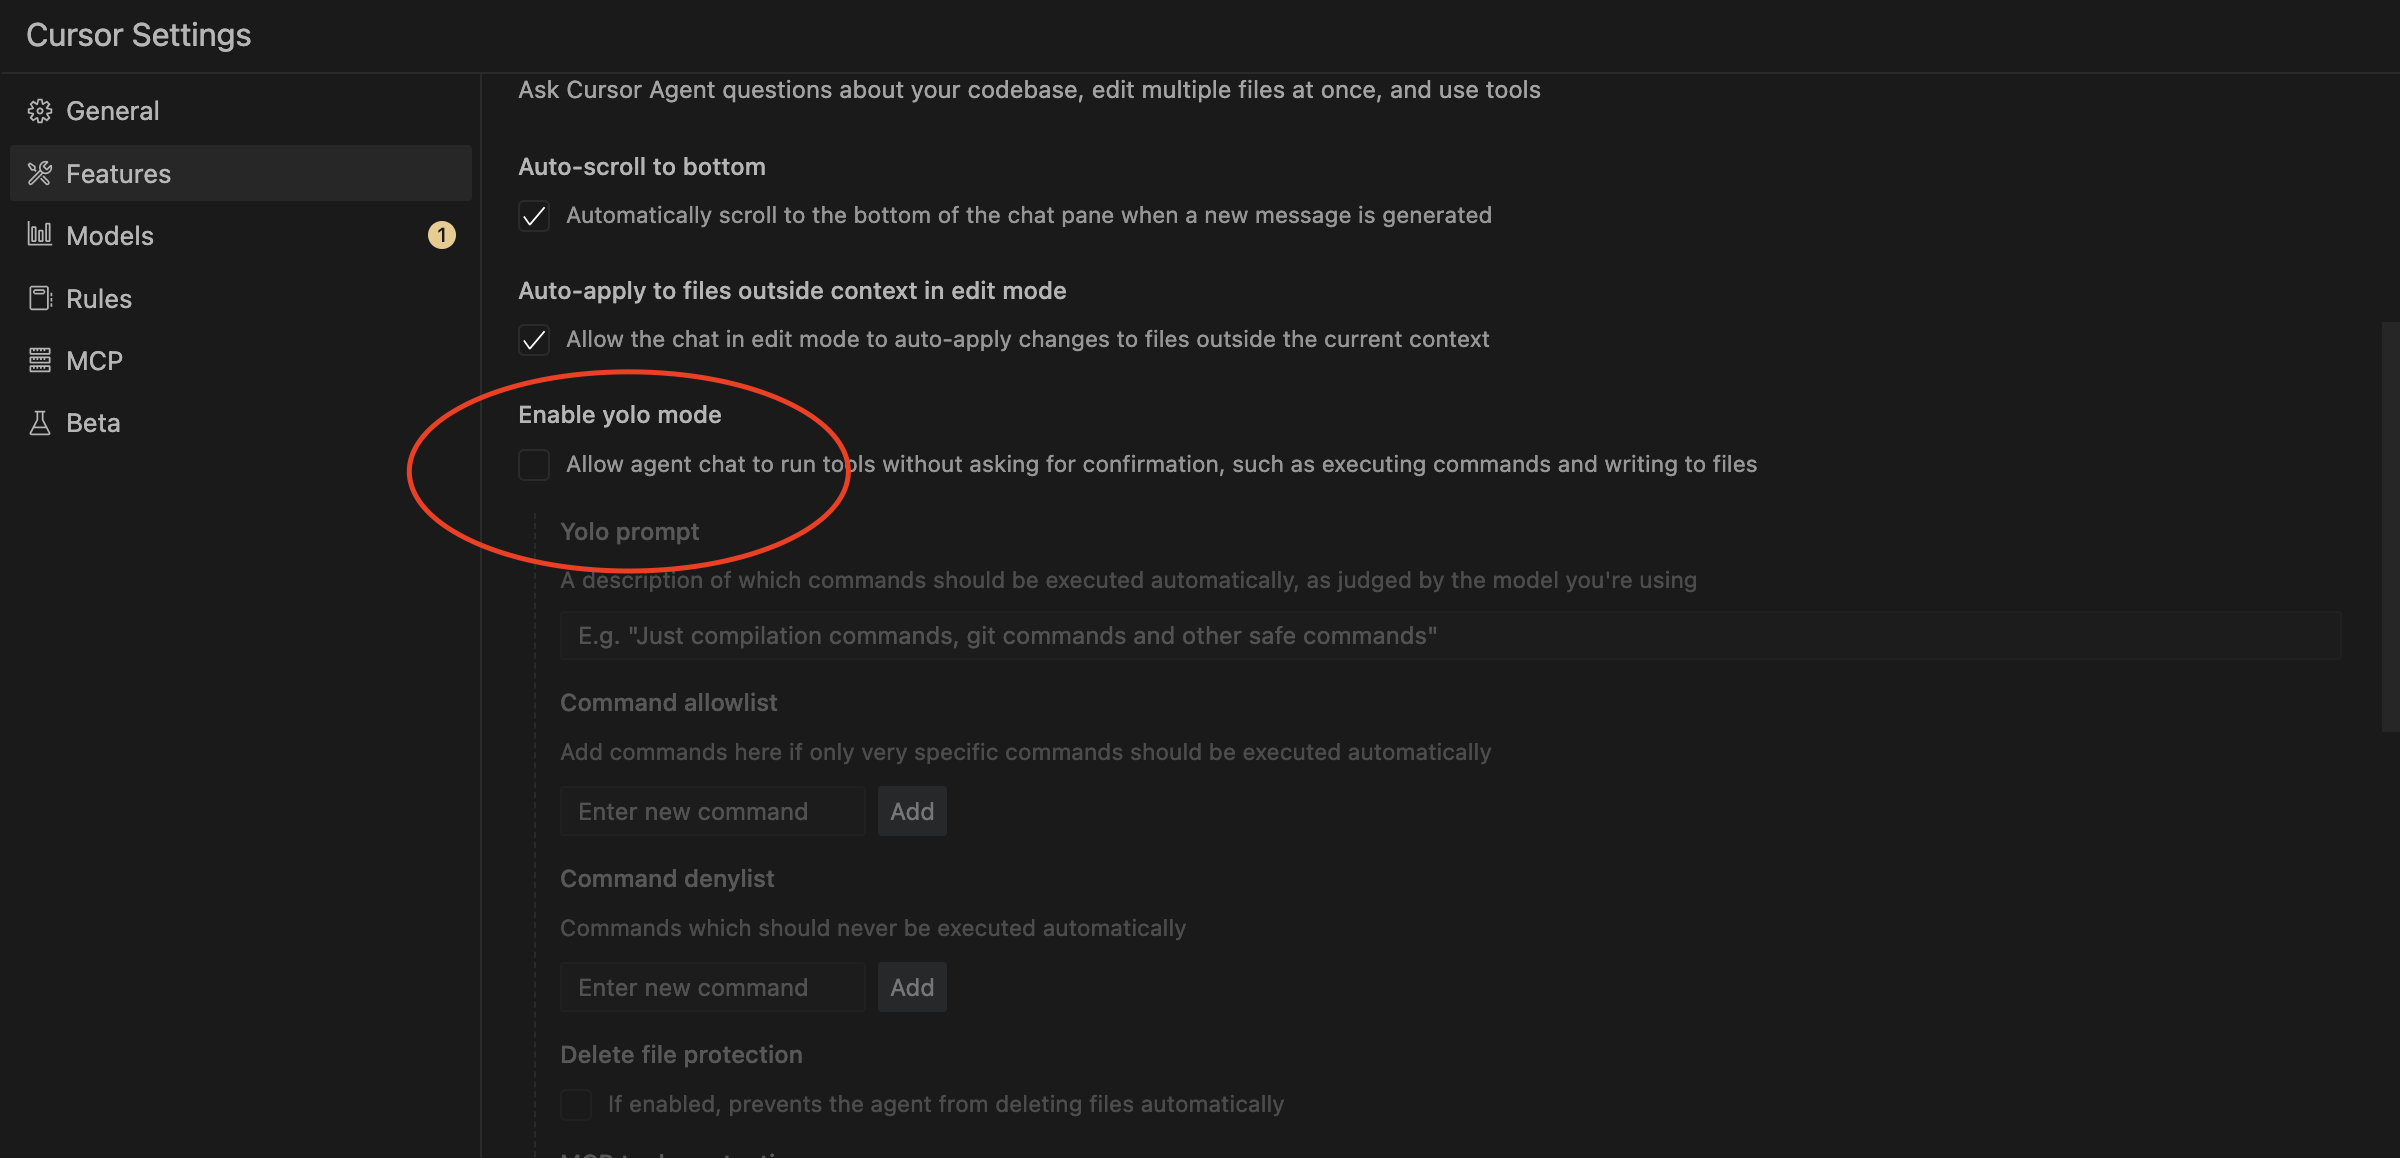 Cursor Settings
General
Features
Models
1
Rules
MCP
Beta
Ask Cursor Agent questions about your codebase, edit multiple files at once, and use tools
Auto-scroll to bottom
Automatically scroll to the bottom of the chat pane when a new message is generated
Auto-apply to files outside context in edit mode
Allow the chat in edit mode to auto-apply changes to files outside the current context
Enable yolo mode
Allow agent chat to run tools without asking for confirmation, such as executing commands and writing to files
Yolo prompt
A description of which commands should be executed automatically, as judged by the model you're using
E.g. "Just compilation commands, git commands and other safe commands"
Command allowlist
Add commands here if only very specific commands should be executed automatically
Enter new command
Add
Command denylist
Commands which should never be executed automatically
Enter new command
Add
Delete file protection
If enabled, prevents the agent from deleting files automatically